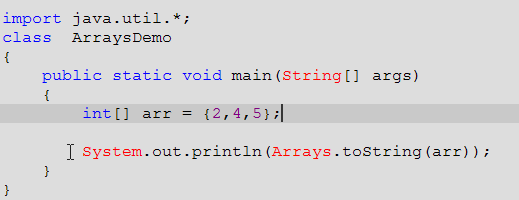 import java.util.*;
class  ArraysDemo
{
    public static void main(String[] args)
    {
        int[] arr = {2,4,5};

        System.out.println(Arrays.toString(arr));
    }
}